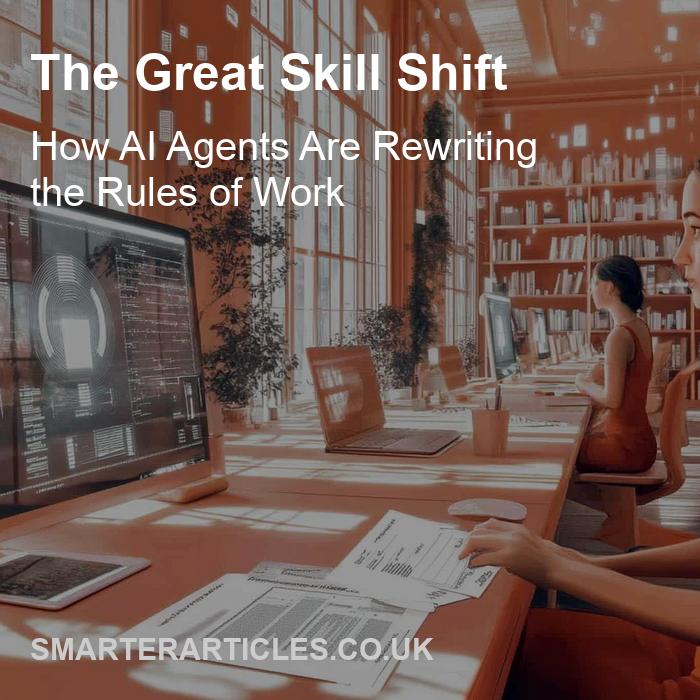 The Great Skill Shift
How AI Agents Are Rewriting
the Rules of Work
SMARTERARTICLES.CO.UK